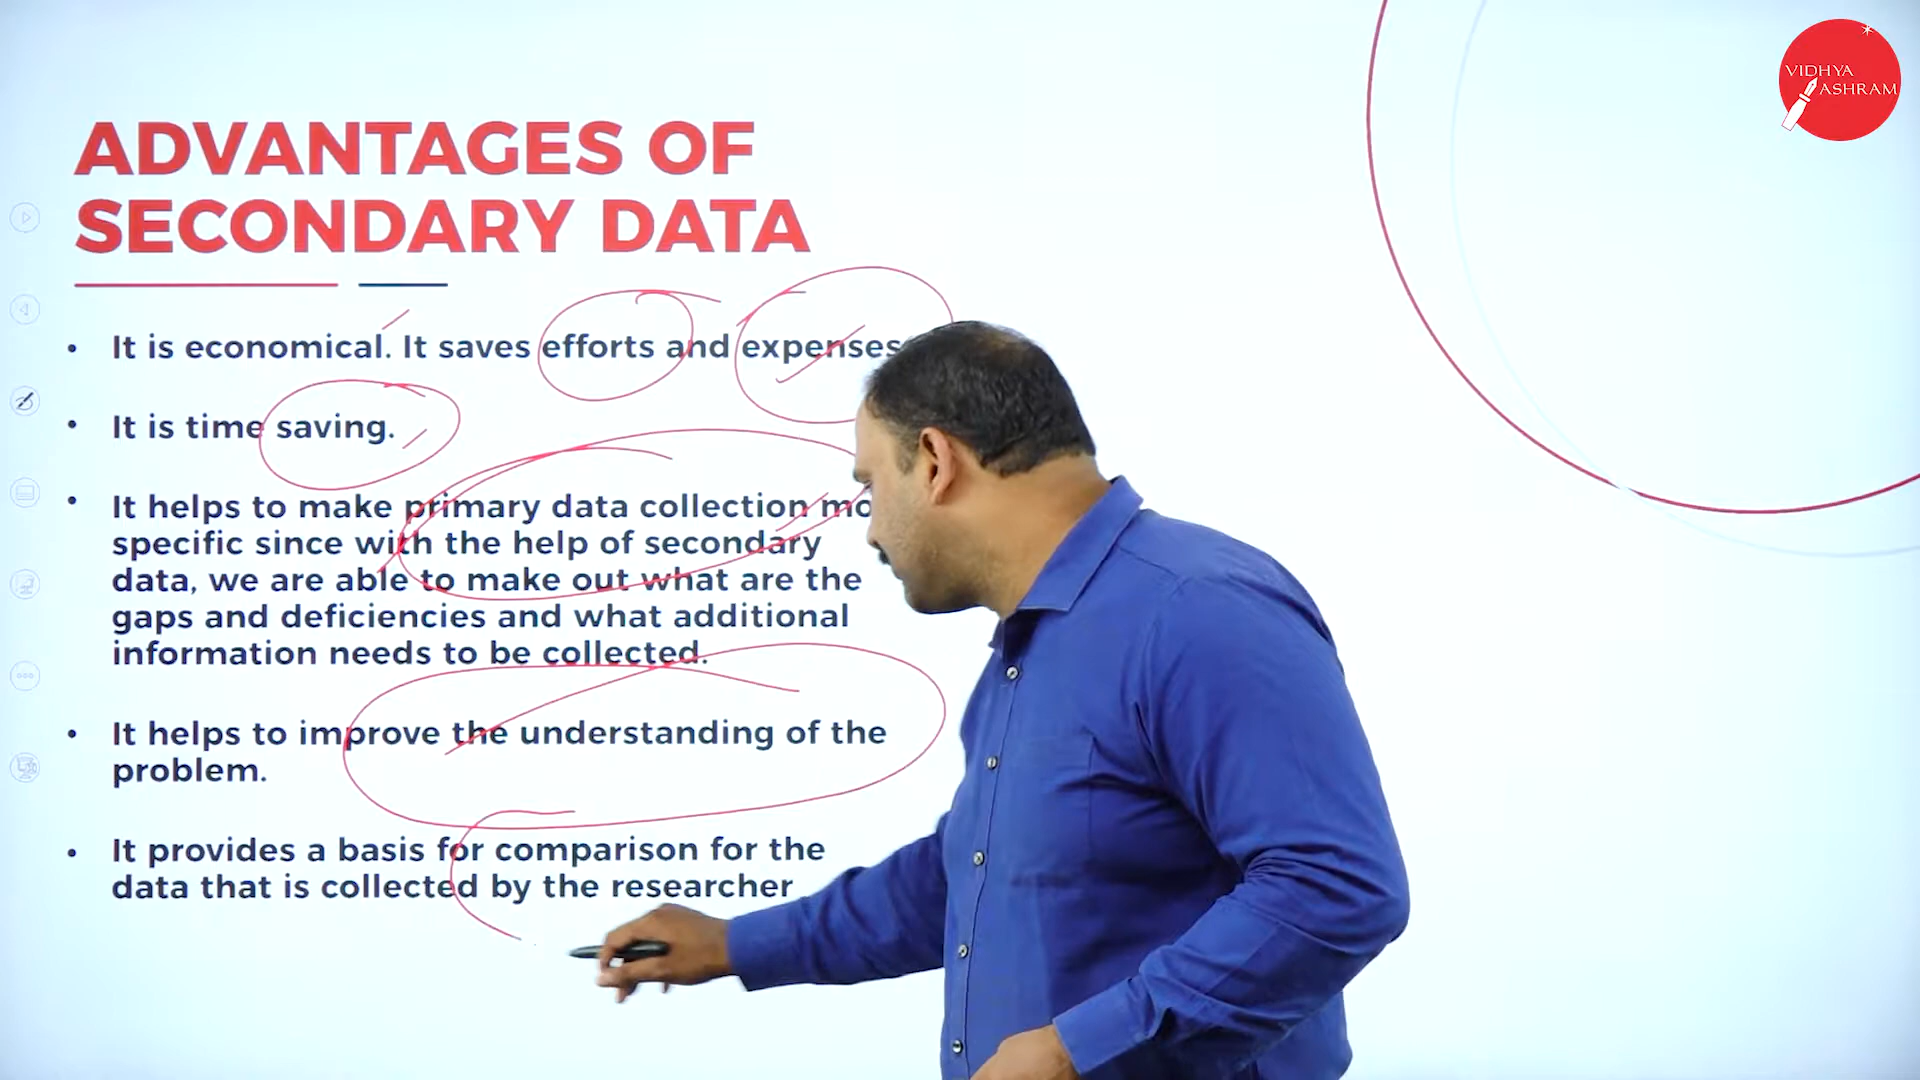 VIDHYA
ASHRAM
ADVANTAGES OF
SECONDARY DATA
• It is economical. It saves efforts and expenses
• It is time saving.
• It helps to make primary data collection
specific since with the help of secondary
data, we are able to make out what are the
gaps and deficiencies and what additional
information needs to be collected.
• It helps to improve the understanding of the
problem.
• It provides a basis for comparison for the
data that is collected by the researcher